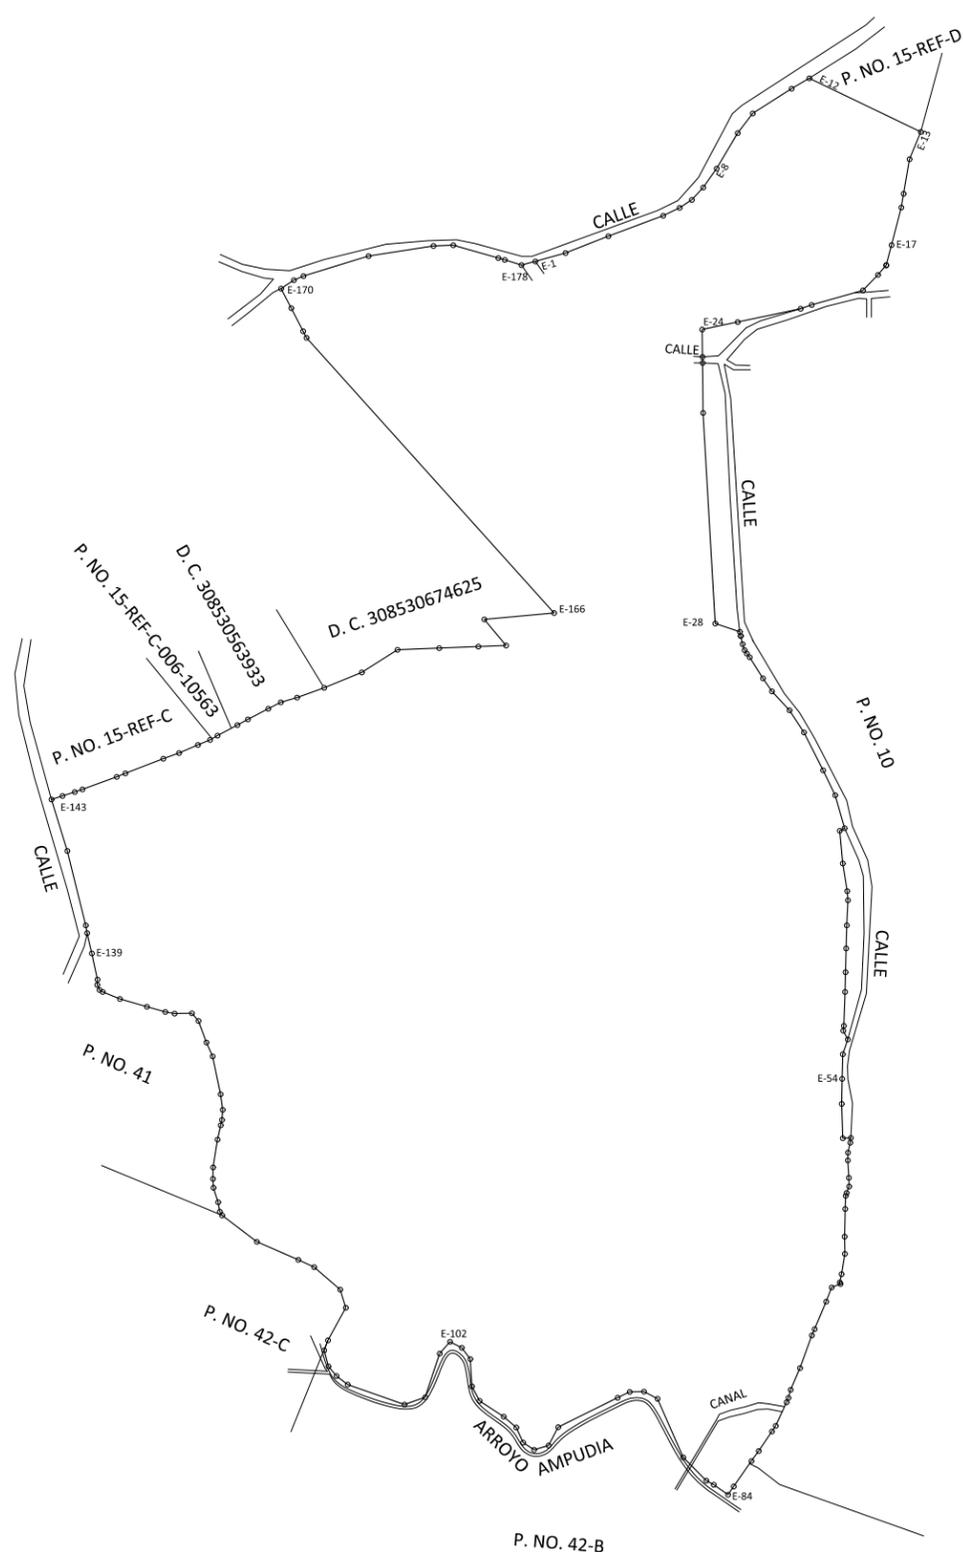 P. NO. 15-REF-D
E-12
E-13
E-8
CALLE
E-17
E-1
E-178
E-170
E-24
CALLE
CALLE
P. NO. 15-REF-C-006-10563
D. C. 308530563933
D. C. 308530674625
E-166
E-28
P. NO. 15-REF-C
P. NO. 10
E-143
CALLE
CALLE
E-139
P. NO. 41
E-54
P. NO. 42-C
E-102
CANAL
ARROYO
AMPUDIA
E-84
P. NO. 42-B